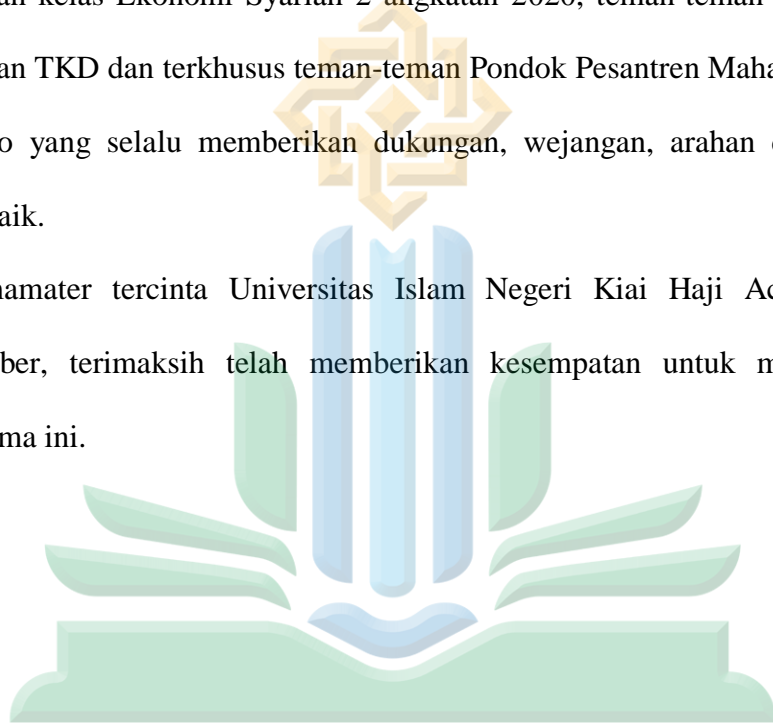 an kelas Ekonomi Syariah 2 angkatan 2020, teman-teman
an TKD dan terkhusus teman-teman Pondok Pesantren Maha
o yang selalu memberikan dukungan, wejangan, arahan
aik.
amater tercinta Universitas Islam Negeri Kiai Haji Ac
ber, terimaksih telah memberikan kesempatan untuk m
ma ini.